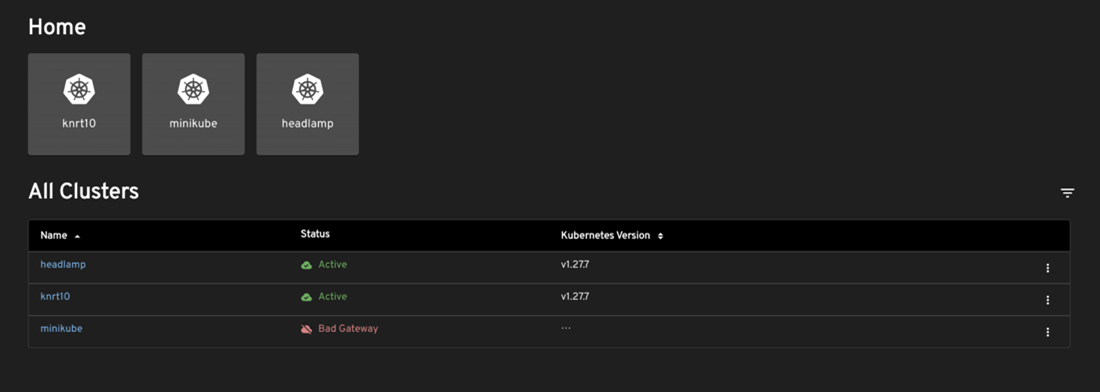 Home
knrt10 minikube headlamp
All Clusters
Name Status Kubernetes Version
headlamp Active v1.27.7
knrt10 Active v1.27.7
minikube Bad Gateway ⋯